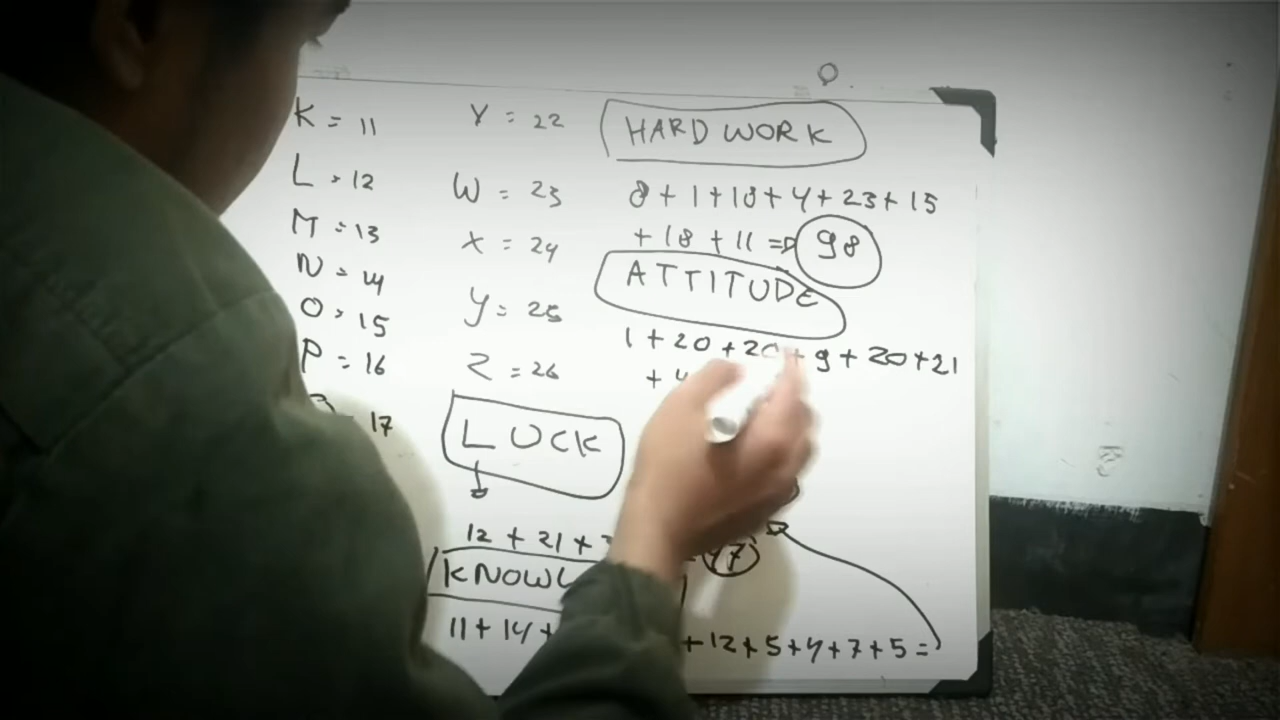 K = 11
L = 12
M = 13
N = 14
O = 15
P = 16
17
V = 22
W = 23
X = 24
Y = 25
Z = 26
HARD WORK
8 + 1 + 18 + 4 + 23 + 15
+ 18 + 11 => 98
ATTITUDE
1 + 20 + 20 + 9 + 20 + 21
+ 4
LUCK
12 + 21 +
47
11 + 14 +
+ 12 + 5 + 4 + 7 + 5 =